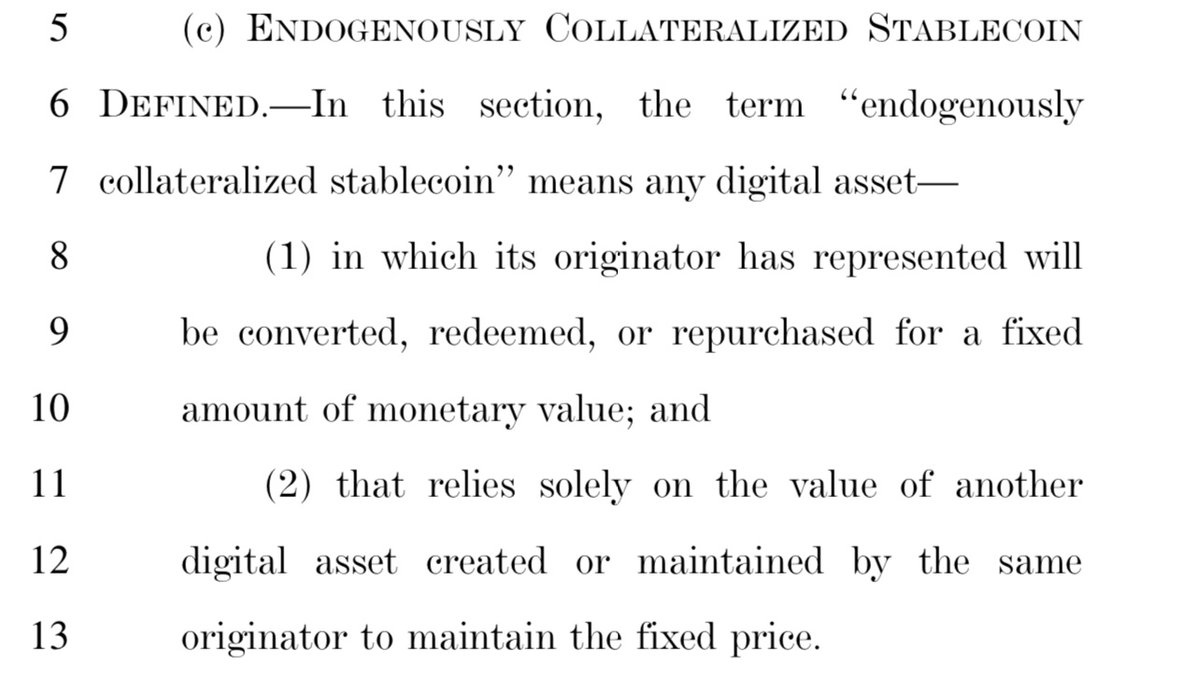 5 (c) ENDOGENOUSLY COLLATERALIZED STABLECOIN
6 DEFINED.—In this section, the term “endogenously
7 collateralized stablecoin” means any digital asset—
8 (1) in which its originator has represented will
9 be converted, redeemed, or repurchased for a fixed
10 amount of monetary value; and
11 (2) that relies solely on the value of another
12 digital asset created or maintained by the same
13 originator to maintain the fixed price.